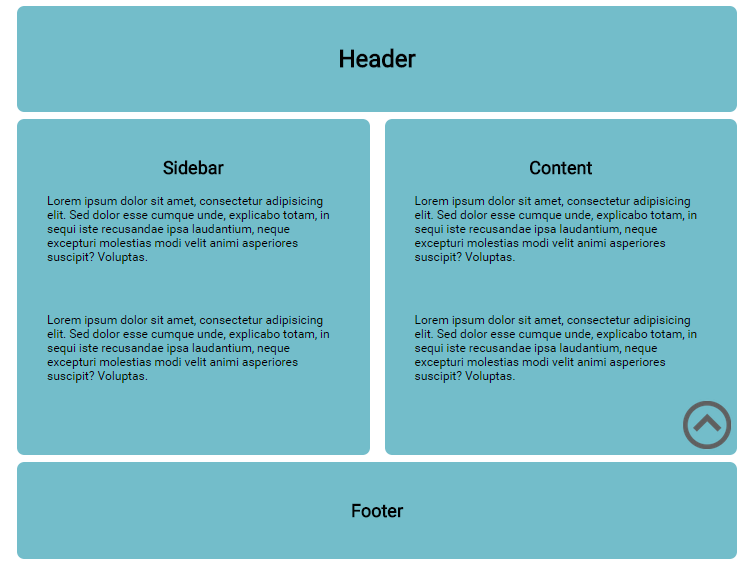 Header
Sidebar
Lorem ipsum dolor sit amet, consectetur adipisicing
elit. Sed dolor esse cumque unde, explicabo totam, in
sequi iste recusandae ipsa laudantium, neque
excepturi molestias modi velit animi asperiores
suscipit? Voluptas.
Lorem ipsum dolor sit amet, consectetur adipisicing
elit. Sed dolor esse cumque unde, explicabo totam, in
sequi iste recusandae ipsa laudantium, neque
excepturi molestias modi velit animi asperiores
suscipit? Voluptas.
Content
Lorem ipsum dolor sit amet, consectetur adipisicing
elit. Sed dolor esse cumque unde, explicabo totam, in
sequi iste recusandae ipsa laudantium, neque
excepturi molestias modi velit animi asperiores
suscipit? Voluptas.
Lorem ipsum dolor sit amet, consectetur adipisicing
elit. Sed dolor esse cumque unde, explicabo totam, in
sequi iste recusandae ipsa laudantium, neque
excepturi molestias modi velit animi asperiores
suscipit? Voluptas.
Footer